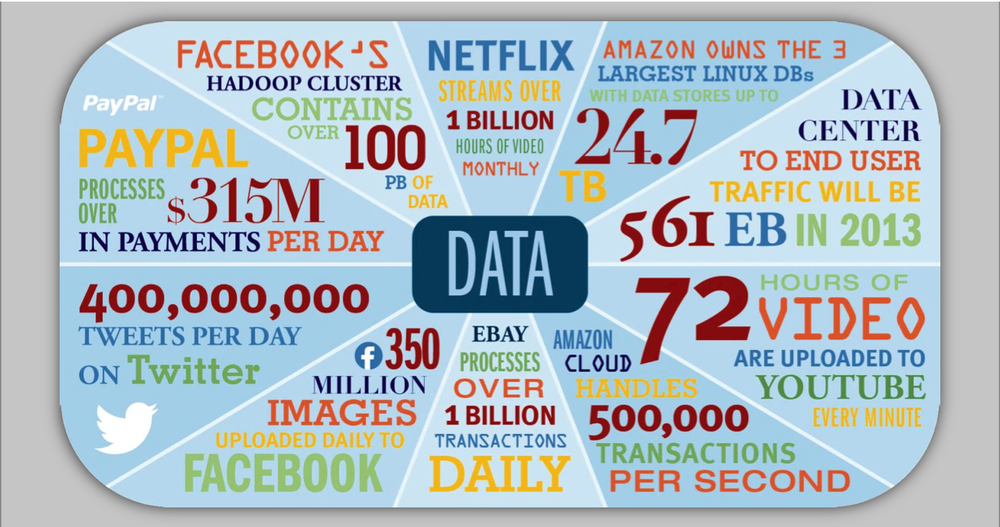 FACEBOOK'S
HADOOP CLUSTER
CONTAINS
OVER 100
PB OF
DATA
NETFLIX
STREAMS OVER
1 BILLION
HOURS OF VIDEO
MONTHLY
AMAZON OWNS THE 3
LARGEST LINUX DBs
WITH DATA STORES UP TO
24.7
TB
DATA
CENTER
TO END USER
TRAFFIC WILL BE
561 EB IN 2013
PayPal™
PAYPAL
PROCESSES
OVER $315M
IN PAYMENTS PER DAY
DATA
400,000,000
TWEETS PER DAY
ON Twitter
f 350
MILLION
IMAGES
UPLOADED DAILY TO
FACEBOOK
EBAY
PROCESSES
OVER
1 BILLION
TRANSACTIONS
DAILY
AMAZON
CLOUD
HANDLES
500,000
TRANSACTIONS
PER SECOND
72 HOURS OF
VIDEO
ARE UPLOADED TO
YOUTUBE
EVERY MINUTE